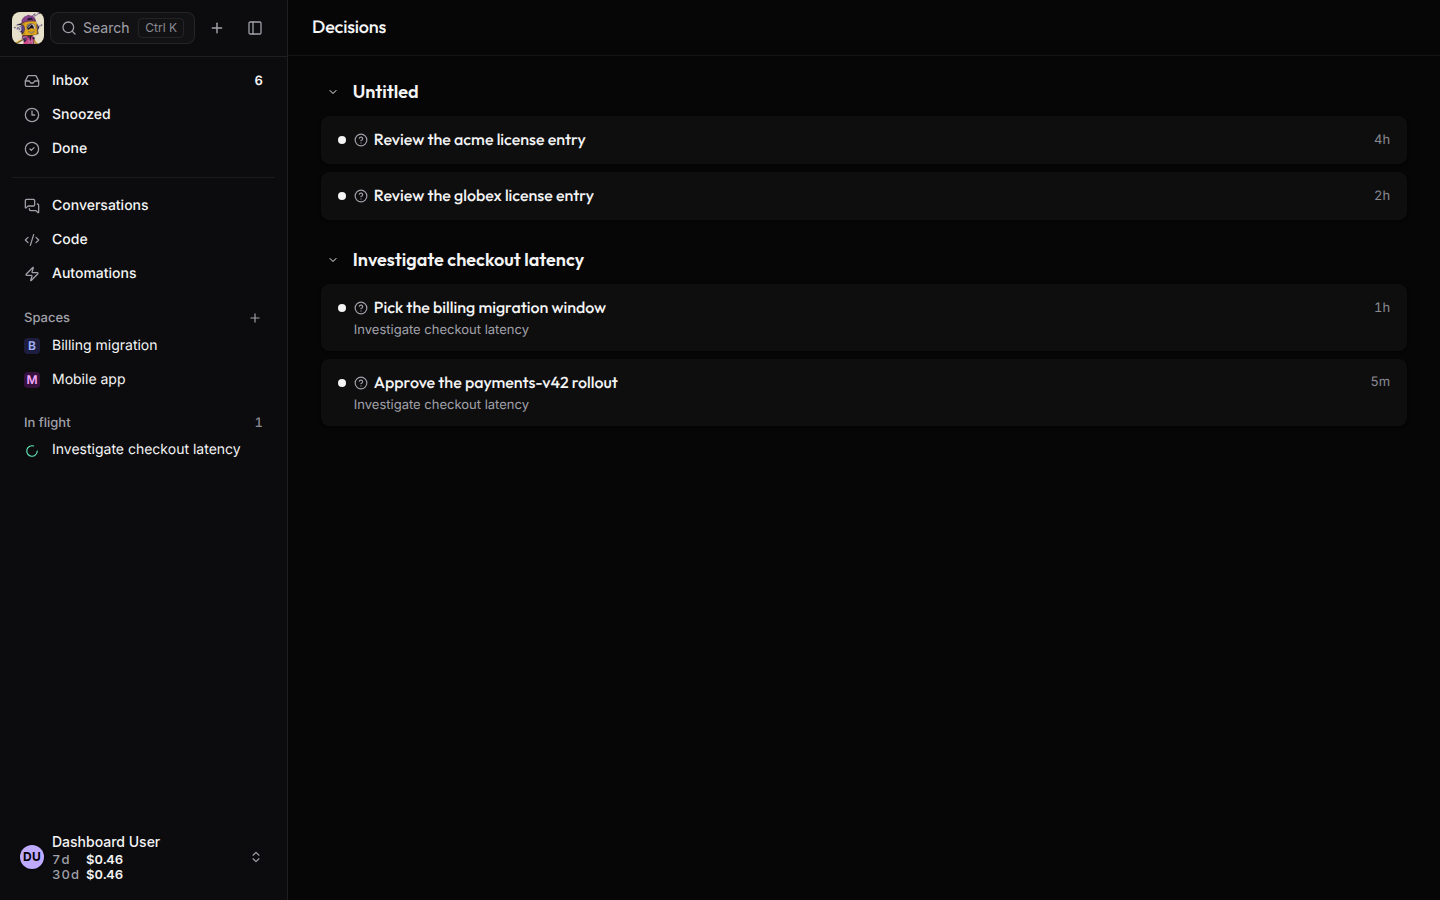 Search Ctrl K
Inbox 6
Snoozed
Done
Conversations
Code
Automations
Spaces
B Billing migration
M Mobile app
In flight 1
Investigate checkout latency
DU Dashboard User
7d $0.46
30d $0.46
Decisions
Untitled
Review the acme license entry 4h
Review the globex license entry 2h
Investigate checkout latency
Pick the billing migration window 1h
Investigate checkout latency
Approve the payments-v42 rollout 5m
Investigate checkout latency